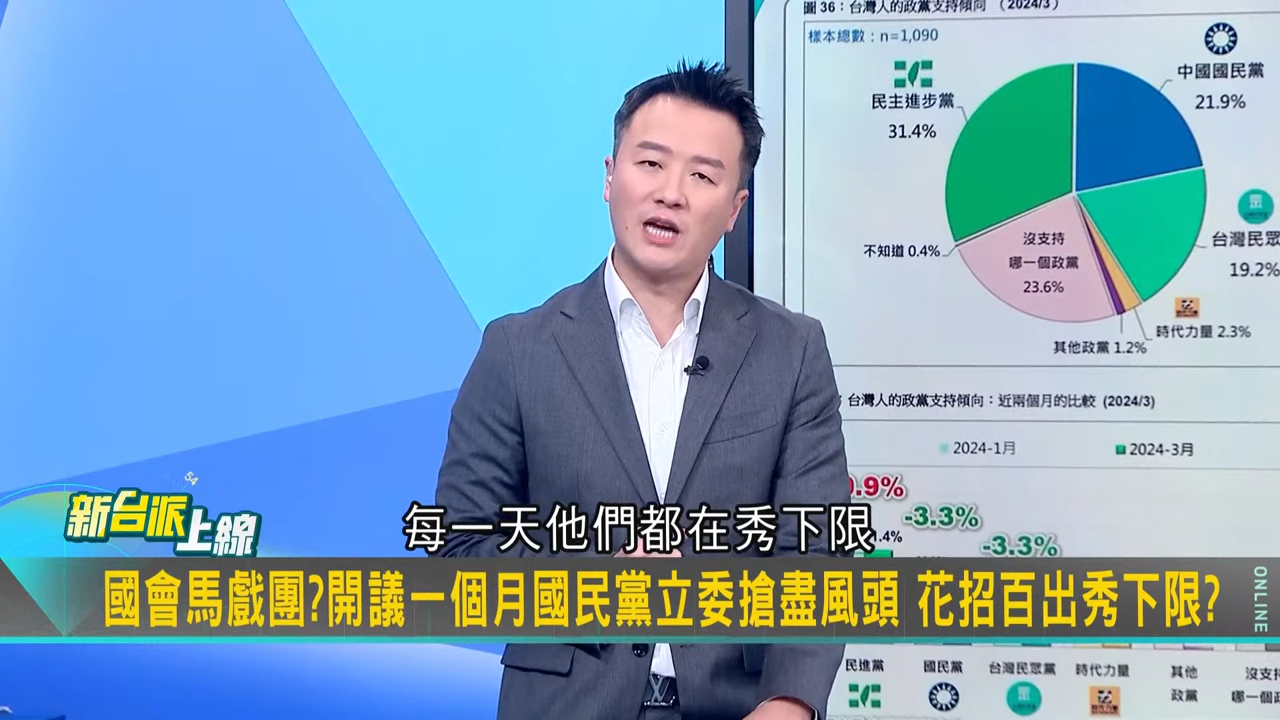 圖 36：台灣人的政黨支持傾向 （2024/3）
樣本總數：n=1,090
中國國民黨
21.9%
民主進步黨
31.4%
台灣民眾
19.2%
不知道 0.4%
沒支持
哪一個政黨
23.6%
時代力量 2.3%
其他政黨 1.2%
台灣人的政黨支持傾向：近兩個月的比較 (2024/3)
2024-1月
2024-3月
0.9%
-3.3%
-3.3%
1.4%
54
新台派
上線
每一天他們都在秀下限
國會馬戲團?開議一個月國民黨立委搶盡風頭 花招百出秀下限?
ONLINE
民進黨
國民黨
台灣民眾黨
時代力量
其他
政黨
沒支持
哪一個政